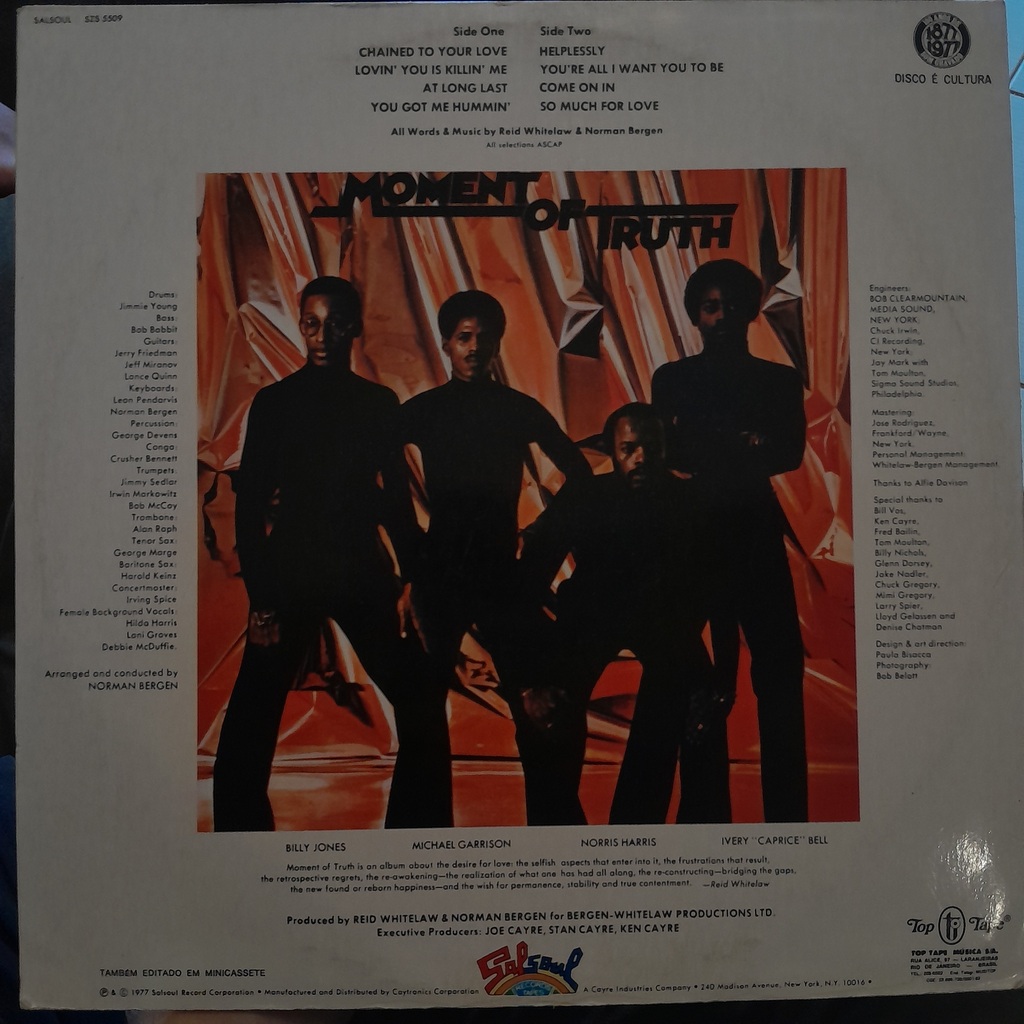 SALSOUL SZS 5509
Side One
CHAINED TO YOUR LOVE
LOVIN' YOU IS KILLIN' ME
AT LONG LAST
YOU GOT ME HUMMIN'
Side Two
HELPLESSLY
YOU'RE ALL I WANT YOU TO BE
COME ON IN
SO MUCH FOR LOVE
1877
1977
DISCO É CULTURA
All Words & Music by Reid Whitelaw & Norman Bergen
All selections ASCAP
MOMENT
OF
TRUTH
Drums:
Jimmie Young
Bass:
Bob Babbit
Guitars:
Jerry Friedman
Jeff Miranov
Lance Quinn
Keyboards:
Leon Pendarvis
Norman Bergen
Percussion:
George Devens
Conga:
Crusher Bennett
Trumpets:
Jimmy Sedlar
Irwin Markowitz
Bob McCoy
Trombone:
Alan Raph
Tenor Sax:
George Marge
Baritone Sax:
Harold Keinz
Concertmaster:
Irving Spice
Female Background Vocals:
Hilda Harris
Lani Groves
Debbie McDuffie.
Arranged and conducted by
NORMAN BERGEN
Engineers:
BOB CLEARMOUNTAIN,
MEDIA SOUND,
NEW YORK,
Chuck Irwin,
CI Recording,
New York,
Jay Mark with
Tom Moulton,
Sigma Sound Studios,
Philadelphia.
Mastering:
Jose Rodriguez,
Frankford/Wayne,
New York.
Personal Management:
Whitelaw-Bergen Management
Thanks to Alfie Davison
Special thanks to
Bill Vos,
Ken Cayre,
Fred Bailin,
Tom Moulton,
Billy Nichols,
Glenn Dorsey,
Jake Nadler,
Chuck Gregory,
Mimi Gregory,
Larry Spier,
Lloyd Gelassen and
Denise Chatman
Design & art direction:
Paula Bisacca
Photography:
Bob Belott
BILLY JONES MICHAEL GARRISON NORRIS HARRIS IVERY "CAPRICE" BELL
Moment of Truth is an album about the desire for love: the selfish aspects that enter into it, the frustrations that result,
the retrospective regrets, the re-awakening—the realization of what one has had all along, the re-constructing—bridging the gaps,
the new found or reborn happiness—and the wish for permanence, stability and true contentment. —Reid Whitelaw
Produced by REID WHITELAW & NORMAN BERGEN for BERGEN-WHITELAW PRODUCTIONS LTD.
Executive Producers: JOE CAYRE, STAN CAYRE, KEN CAYRE
Top Tape®
TOP TAPE MÚSICA S.A.
RUA ALICE, 97 — LARANJEIRAS
RIO DE JANEIRO — BRASIL
TAMBÉM EDITADO EM MINICASSETE
Salsoul
℗ & © 1977 Salsoul Record Corporation • Manufactured and Distributed by Caytronics Corporation
A Cayre Industries Company • 240 Madison Avenue, New York, N.Y. 10016 •